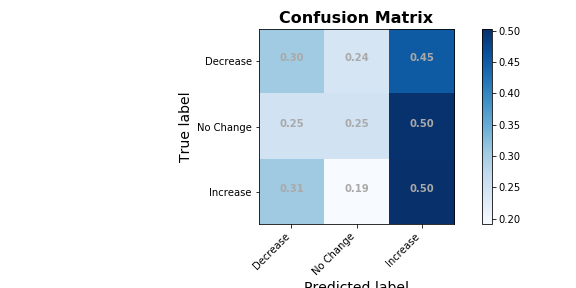 Confusion Matrix
Decrease 0.30 0.24 0.45
No Change 0.25 0.25 0.50
Increase 0.31 0.19 0.50
True label
Decrease No Change Increase
Predicted label
0.50
0.45
0.40
0.35
0.30
0.25
0.20